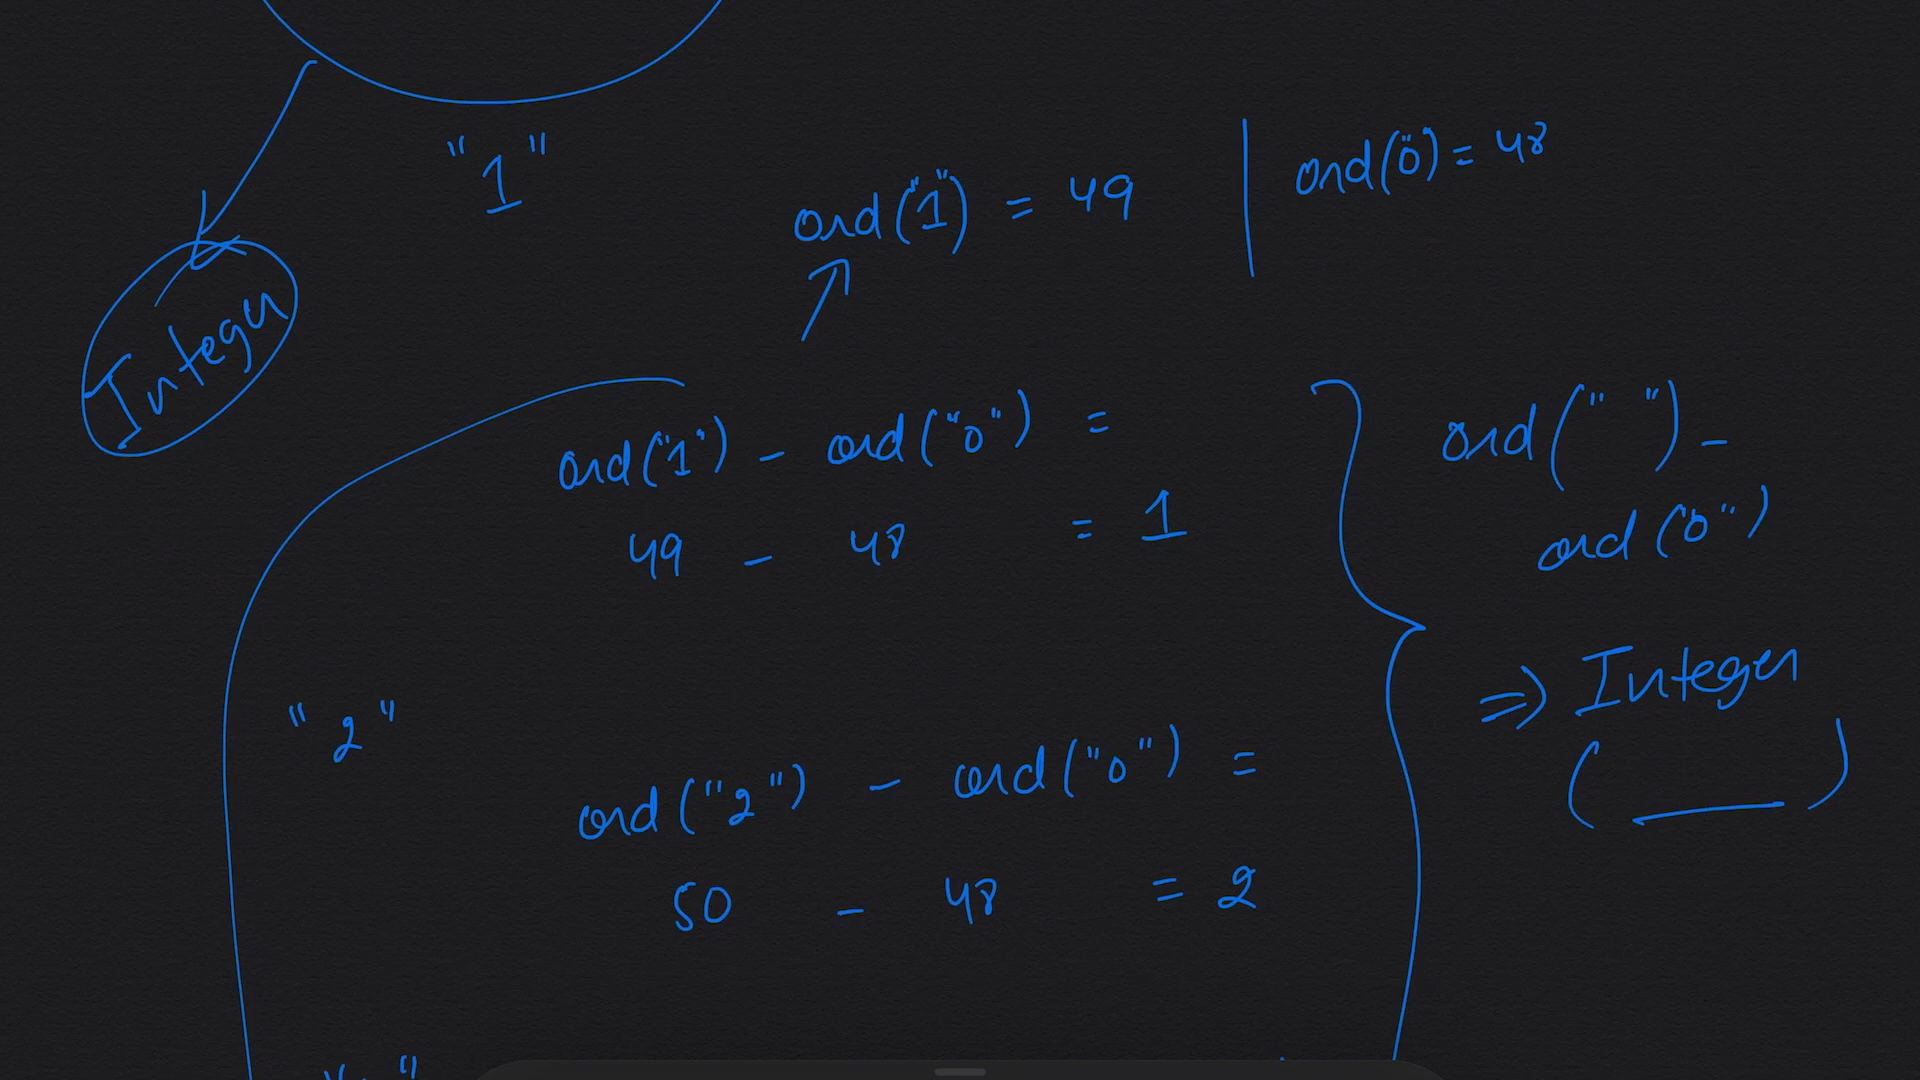 "1"
ord("1") = 49
ord("0") = 48
Integer
ord("1") - ord("0") =
49 - 48 = 1
ord(" ") -
ord("0")
=> Integer
( ___ )
"2"
ord("2") - ord("0") =
50 - 48 = 2